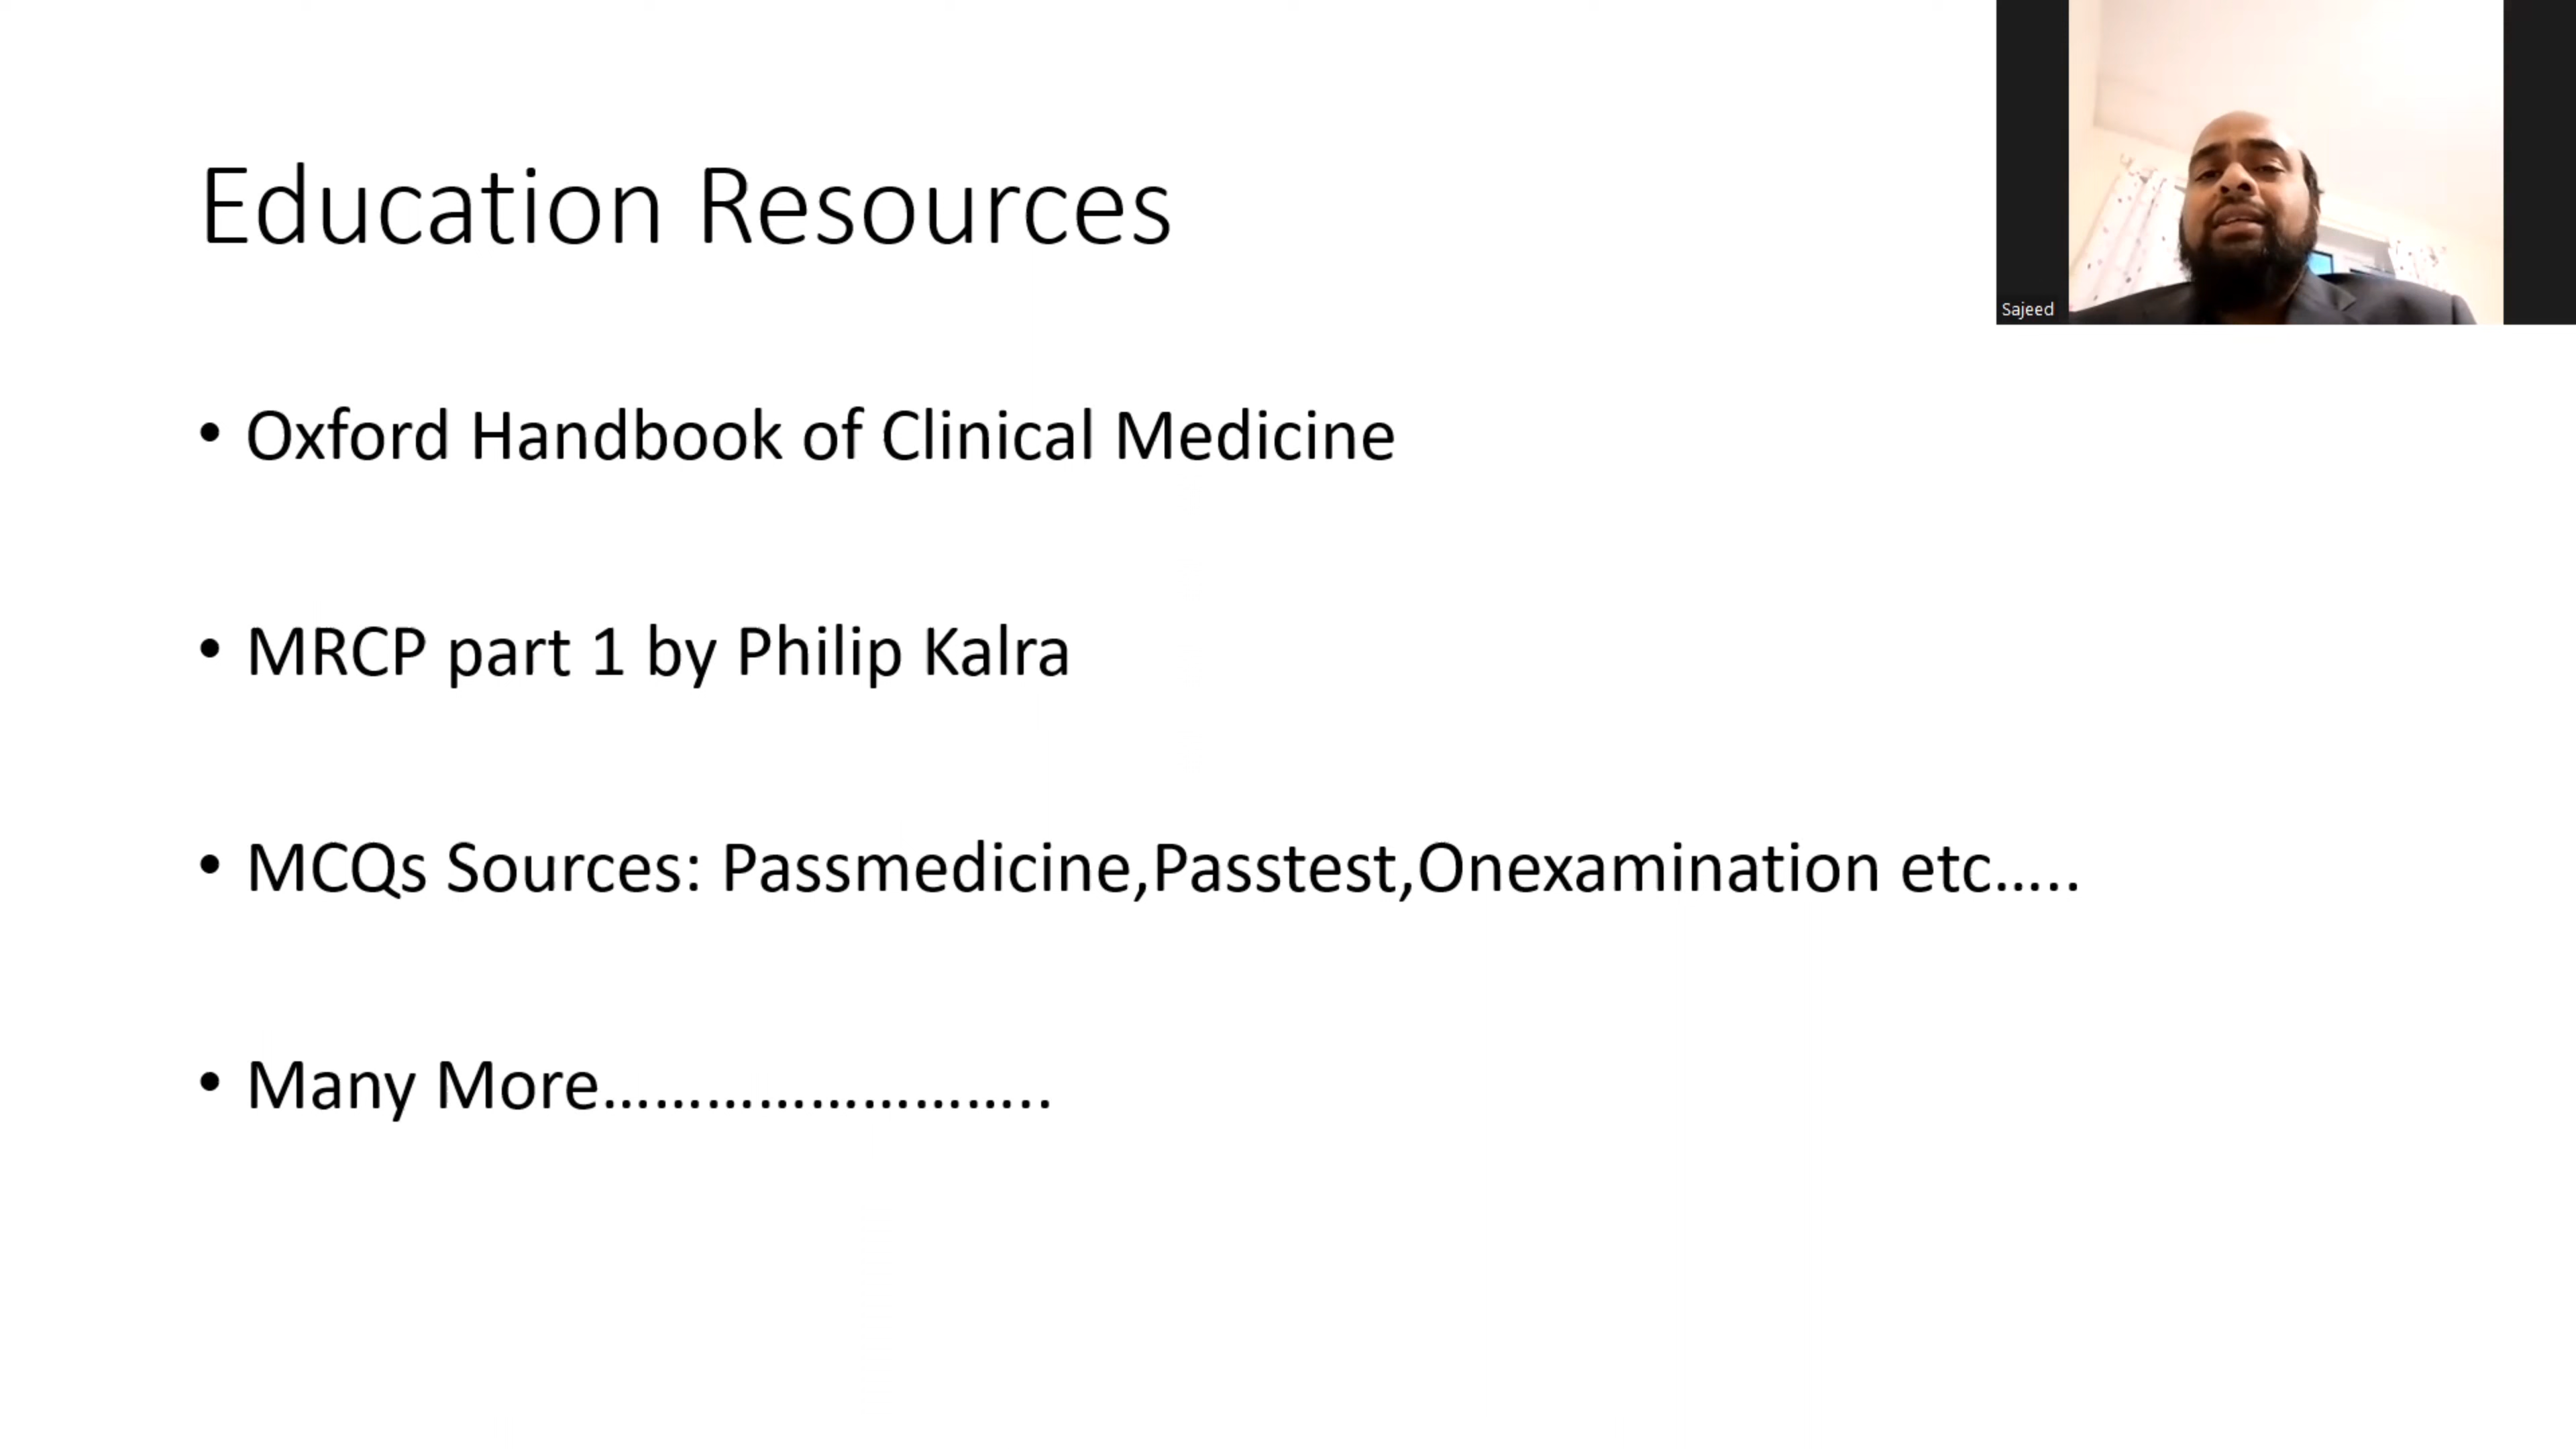 Education Resources
Sajeed
• Oxford Handbook of Clinical Medicine
• MRCP part 1 by Philip Kalra
• MCQs Sources: Passmedicine,Passtest,Onexamination etc…..
• Many More……………………..